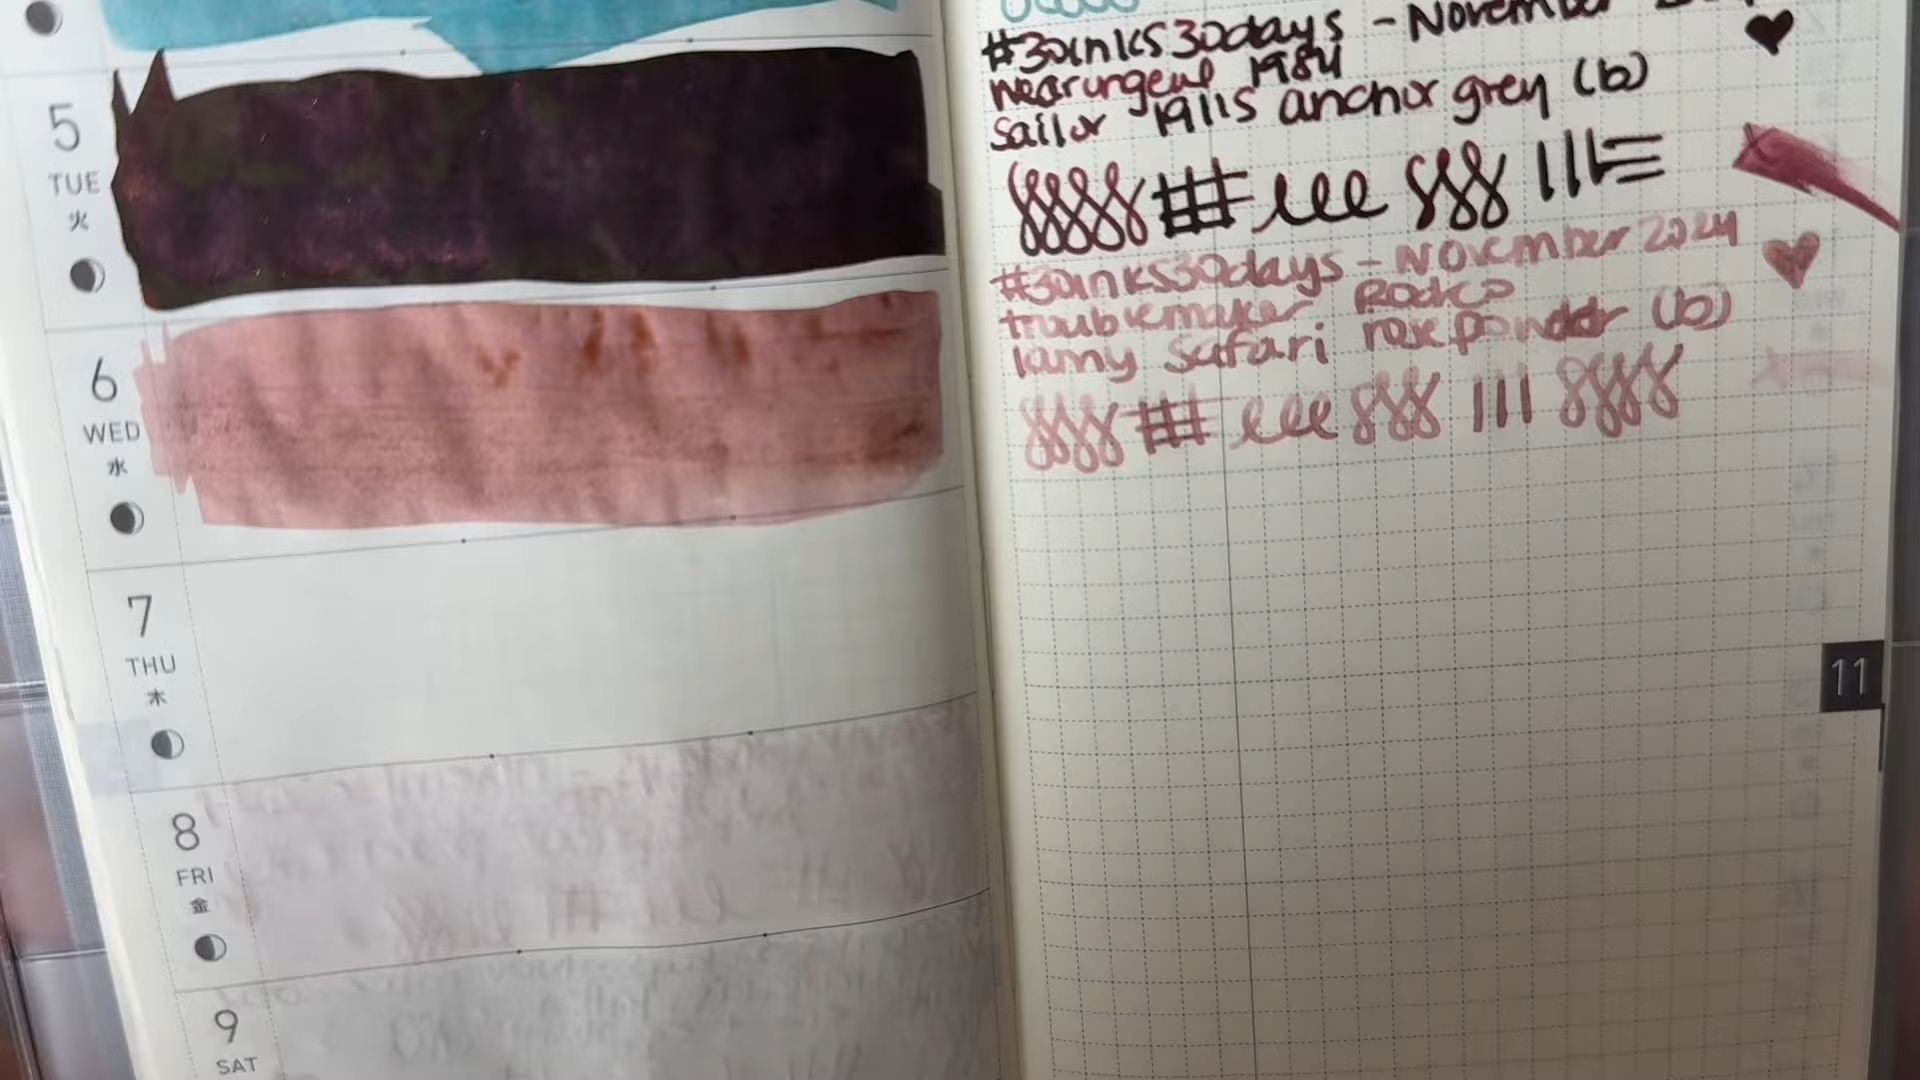 5
TUE
火
6
WED
水
7
THU
木
8
FRI
金
9
SAT
#30inks30days - November
wearingeul 1984
sailor 1911S anchor grey (b)
#30inks30days - November 2024
troublemaker
lamy safari (b)
11